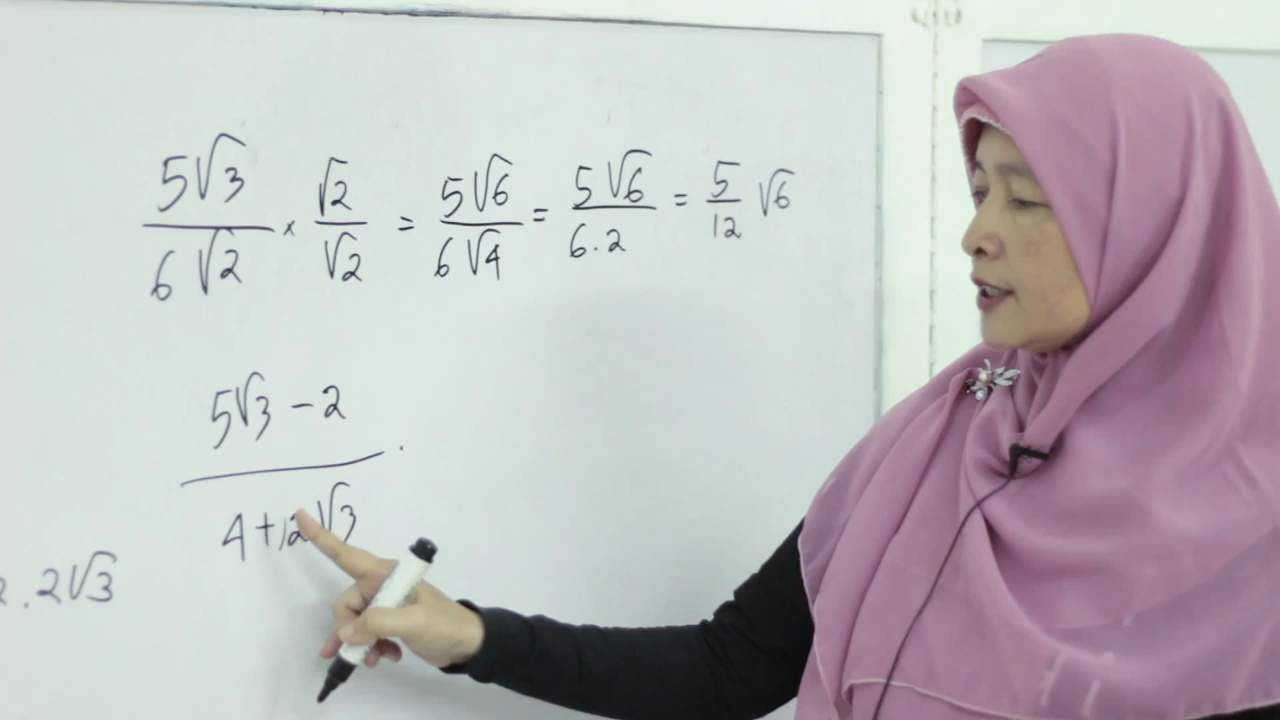 5√3 / 6√2 × √2 / √2 = 5√6 / 6√4 = 5√6 / 6.2 = 5/12 √6
5√3 - 2
4 + 12√3
. 2√3